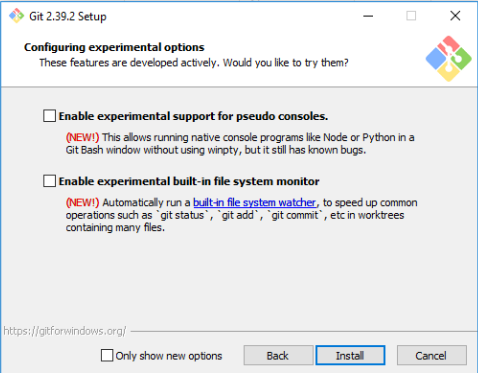 Git 2.39.2 Setup
Configuring experimental options
These features are developed actively. Would you like to try them?
Enable experimental support for pseudo consoles.
(NEW!) This allows running native console programs like Node or Python in a
Git Bash window without using winpty, but it still has known bugs.
Enable experimental built-in file system monitor
(NEW!) Automatically run a built-in file system watcher, to speed up common
operations such as `git status`, `git add`, `git commit`, etc in worktrees
containing many files.
https://gitforwindows.org/
Only show new options
Back
Install
Cancel